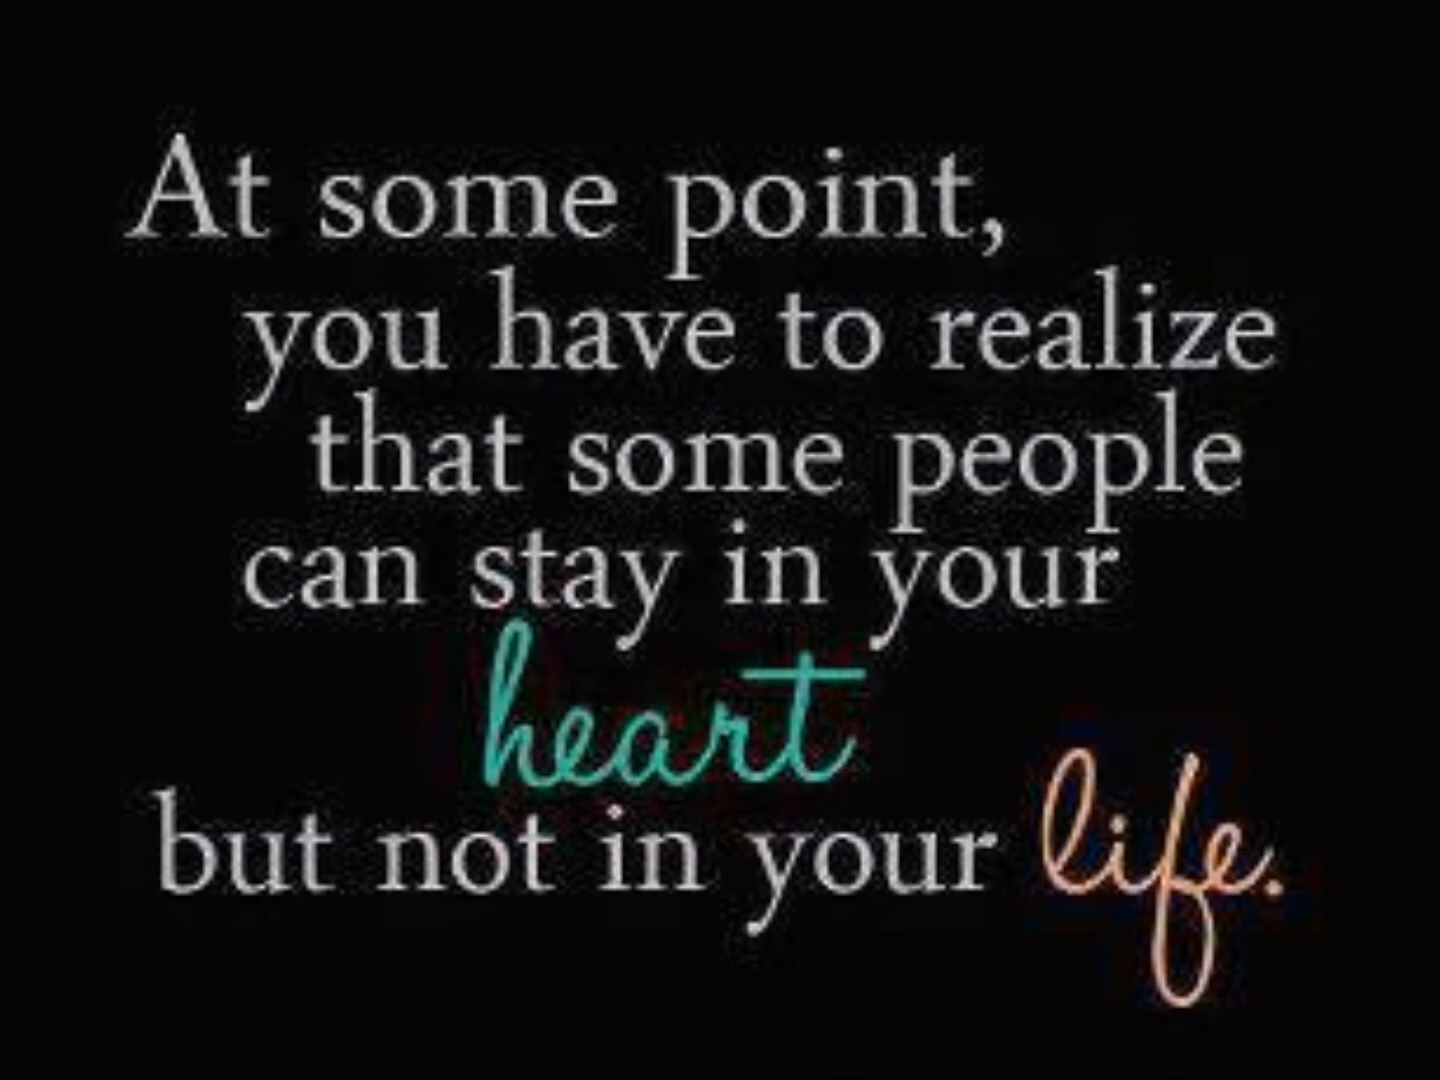 At some point,
you have to realize
that some people
can stay in your
heart
but not in your life.